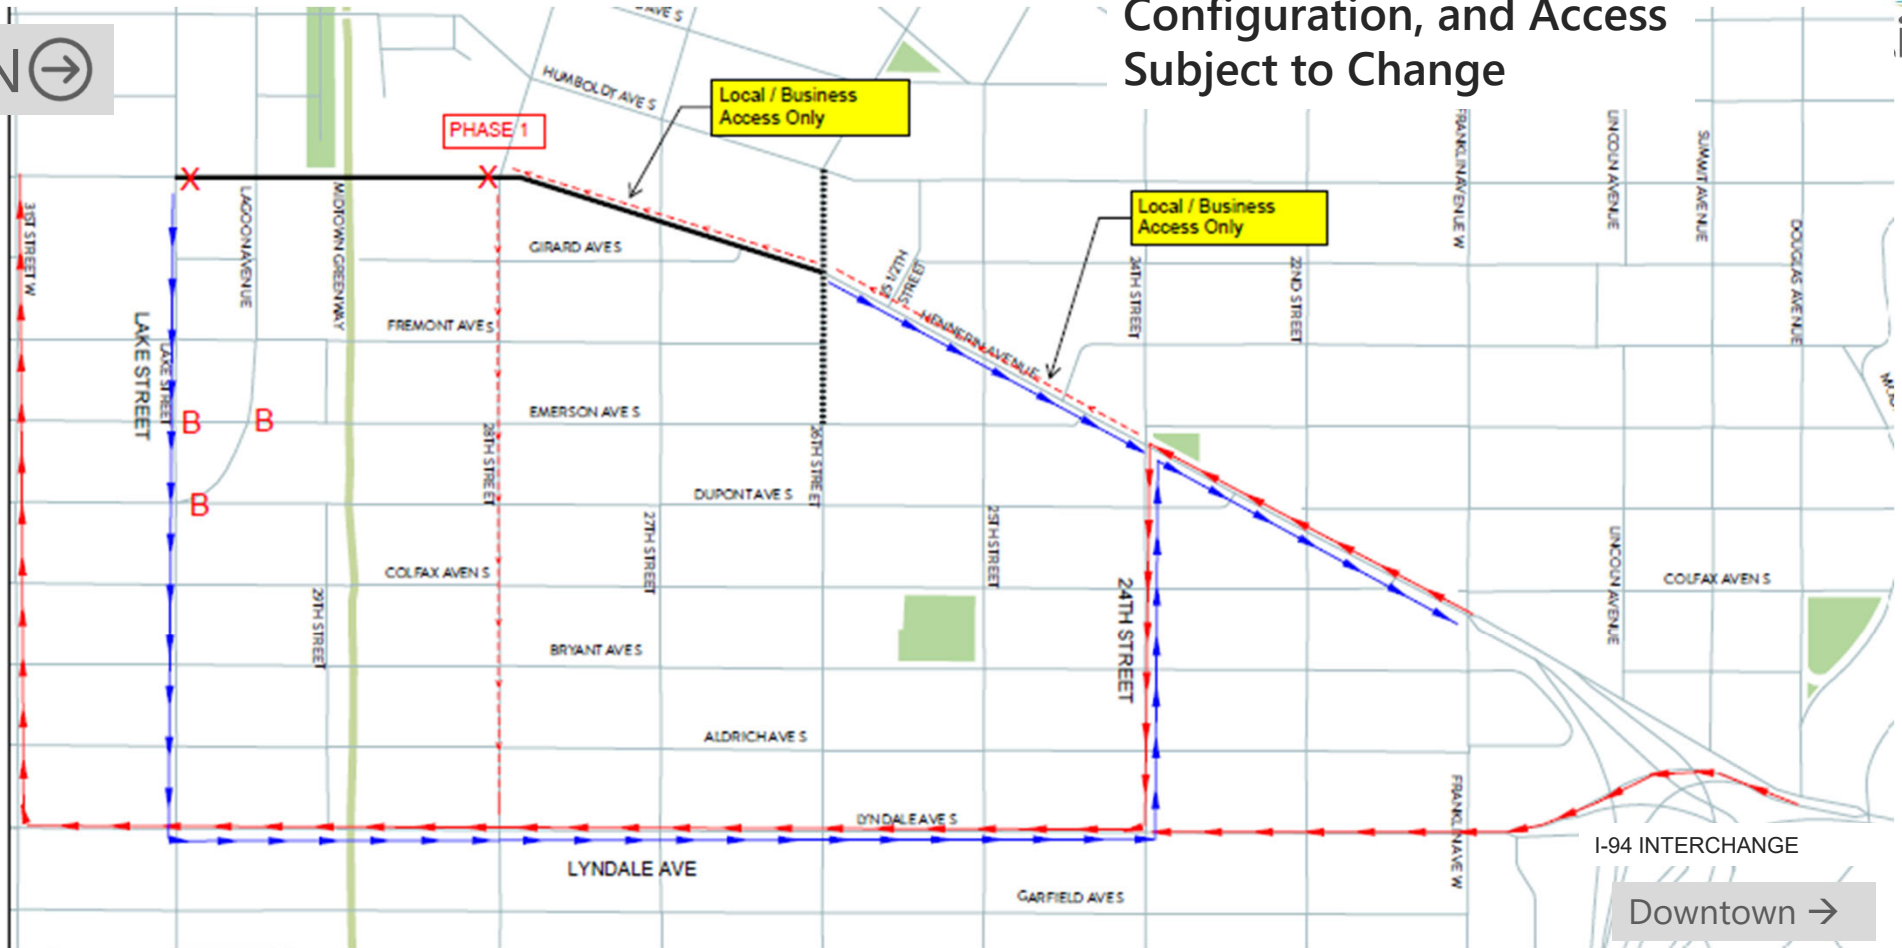 AVE S
Configuration, and Access
Subject to Change
N
HUMBOLDT AVE S
Local / Business
Access Only
PHASE 1
X
X
31ST STREET W
LAGOON AVENUE
MIDTOWN GREENWAY
GIRARD AVE S
25 1/2TH
STREET
Local / Business
Access Only
24TH STREET
22ND STREET
FRANKLIN AVENUE W
LINCOLN AVENUE
SUMMIT AVENUE
DOUGLAS AVENUE
LAKE STREET
LAKE STREET
FREMONT AVE S
HENNEPIN AVENUE
B
B
B
EMERSON AVE S
28TH STREET
26TH STREET
DUPONT AVE S
27TH STREET
25TH STREET
COLFAX AVEN S
29TH STREET
24TH STREET
LINCOLN AVENUE
COLFAX AVEN S
BRYANT AVE S
ALDRICH AVE S
LYNDALE AVE S
FRANKLIN AVE W
I-94 INTERCHANGE
LYNDALE AVE
GARFIELD AVE S
Downtown →